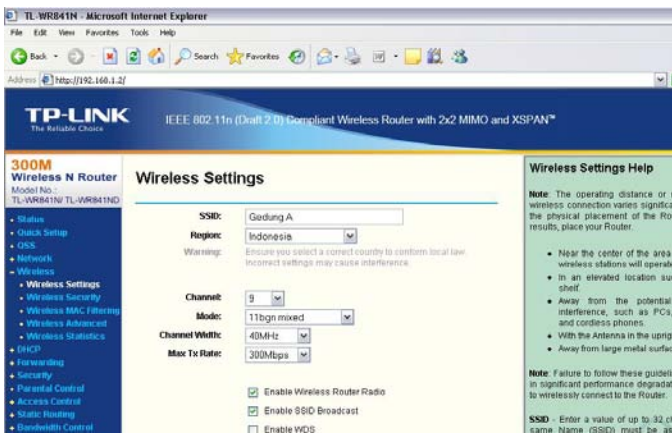 TL-WR841N - Microsoft Internet Explorer
File Edit View Favorites Tools Help
Back Search Favorites
Address http://192.168.1.2/
TP-LINK
The Reliable Choice
IEEE 802.11n (Draft 2.0) Compliant Wireless Router with 2x2 MIMO and XSPAN™
300M
Wireless N Router
Model No.:
TL-WR841N/ TL-WR841ND
• Status
• Quick Setup
• QSS
+ Network
- Wireless
• Wireless Settings
• Wireless Security
• Wireless MAC Filtering
• Wireless Advanced
• Wireless Statistics
+ DHCP
+ Forwarding
+ Security
• Parental Control
+ Access Control
+ Static Routing
+ Bandwidth Control
Wireless Settings
SSID: Gedung A
Region: Indonesia
Warning: Ensure you select a correct country to conform local law.
Incorrect settings may cause interference.
Channel: 9
Mode: 11bgn mixed
Channel Width: 40MHz
Max Tx Rate: 300Mbps
Enable Wireless Router Radio
Enable SSID Broadcast
Enable WDS
Wireless Settings Help
Note: The operating distance or
wireless connection varies
the physical placement of the
results, place your Router.
• Near the center of the area
wireless stations will
• In an elevated location
shelf.
• Away from the potential
interference, such as PCs,
and cordless phones.
• With the Antenna in the
• Away from large metal
Note: Failure to follow these
in significant performance
to wirelessly connect to the Router.
SSID - Enter a value of up to 32
same Name (SSID) must be